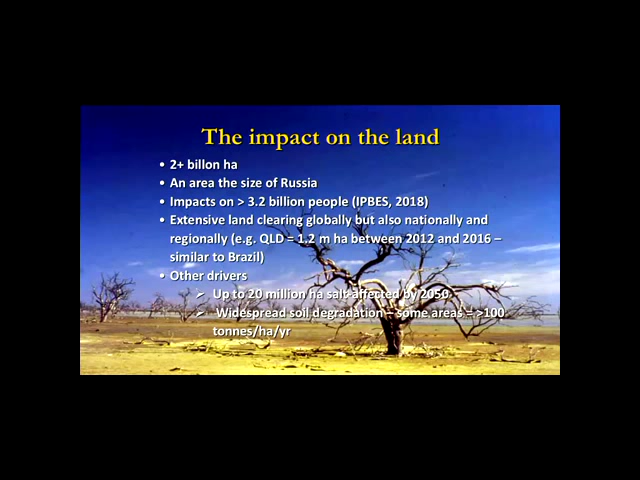 The impact on the land
• 2+ billon ha
• An area the size of Russia
• Impacts on > 3.2 billion people (IPBES, 2018)
• Extensive land clearing globally but also nationally and
regionally (e.g. QLD = 1.2 m ha between 2012 and 2016 –
similar to Brazil)
• Other drivers
➢ Up to 20 million ha salt-affected by 2050
➢ Widespread soil degradation – some areas = >100
tonnes/ha/yr